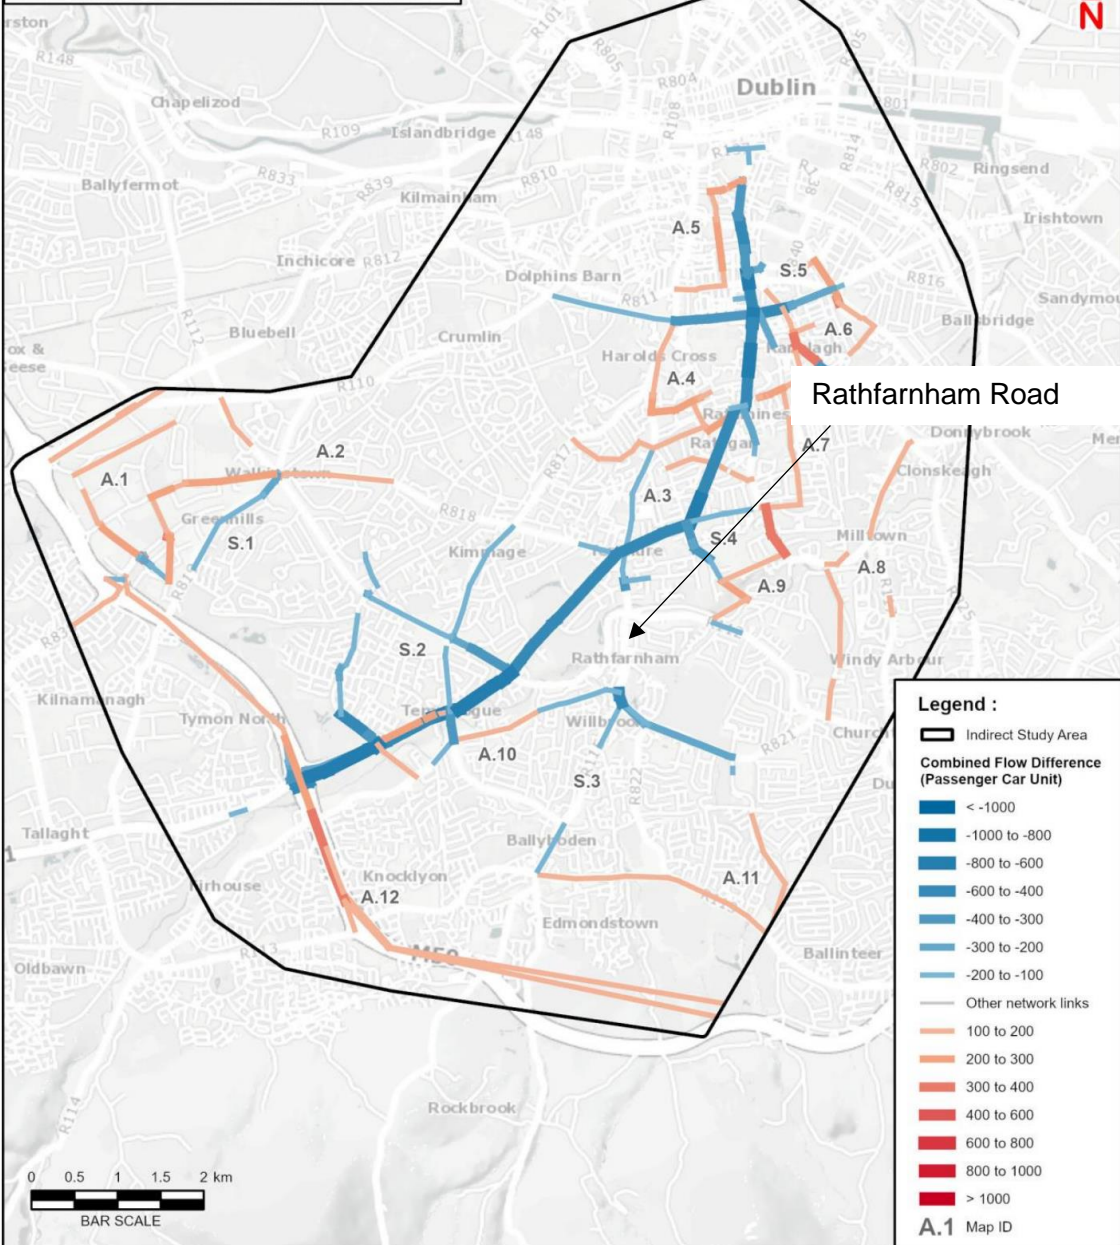 N
R148
R101
R805
R804
R108
Dublin
801
Chapelizod
R109
Islandbridge
R148
R814
R802
Ringsend
Ballyfermot
R833
R839
R810
R815
Kilmainham
Irishtown
A.5
Inchicore
R812
Dolphins Barn
R811
S.5
R816
Sandymou
R112
Bluebell
Crumlin
Ballsbridge
A.6
Harolds Cross
R110
A.4
Rathfarnham Road
Donnybrook
A.7
Clonskeagh
A.2
R817
A.1
A.3
Greenhills
R818
S.1
Kimmage
S.4
Milltown
A.8
R819
A.9
S.2
Rathfarnham
Windy Arbour
Kilnamanagh
Tymon North
Willbrook
Church
R821
A.10
S.3
R822
Du
Tallaght
Ballyboden
A.11
Knocklyon
A.12
Edmondstown
M50
Ballinteer
Oldbawn
R114
Rockbrook
0 0.5 1 1.5 2 km
BAR SCALE
Legend :
Indirect Study Area
Combined Flow Difference
(Passenger Car Unit)
< -1000
-1000 to -800
-800 to -600
-600 to -400
-400 to -300
-300 to -200
-200 to -100
Other network links
100 to 200
200 to 300
300 to 400
400 to 600
600 to 800
800 to 1000
> 1000
A.1 Map ID